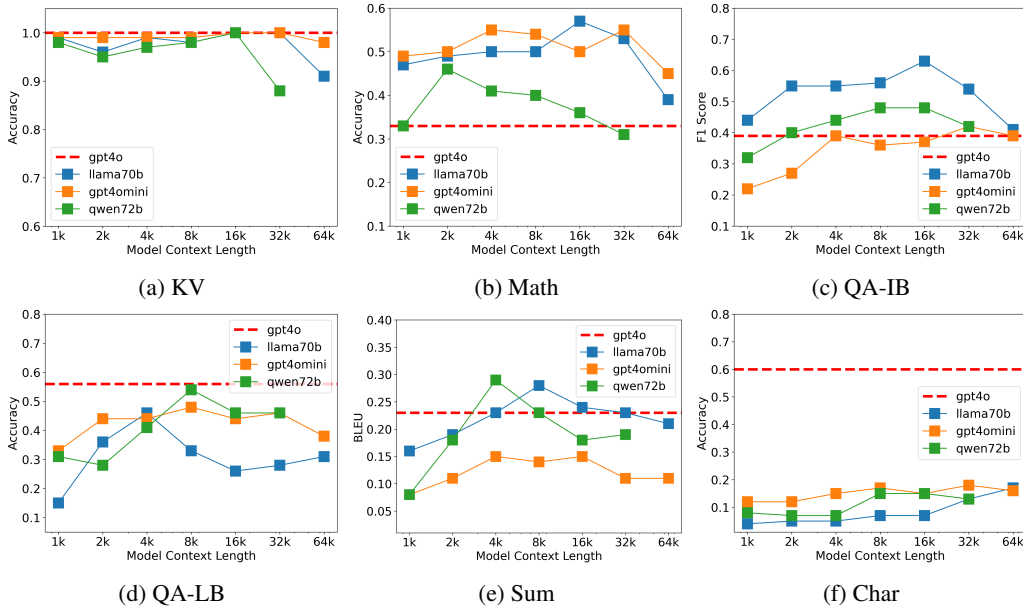 1.0
0.9
0.8
0.7
0.6
Accuracy
gpt4o
llama70b
gpt4omini
qwen72b
1k 2k 4k 8k 16k 32k 64k
Model Context Length
(a) KV
0.6
0.5
0.4
0.3
0.2
0.1
Accuracy
gpt4o
llama70b
gpt4omini
qwen72b
1k 2k 4k 8k 16k 32k 64k
Model Context Length
(b) Math
0.8
0.7
0.6
0.5
0.4
0.3
0.2
0.1
F1 Score
gpt4o
llama70b
gpt4omini
qwen72b
1k 2k 4k 8k 16k 32k 64k
Model Context Length
(c) QA-IB
0.8
0.7
0.6
0.5
0.4
0.3
0.2
0.1
Accuracy
gpt4o
llama70b
gpt4omini
qwen72b
1k 2k 4k 8k 16k 32k 64k
Model Context Length
(d) QA-LB
0.40
0.35
0.30
0.25
0.20
0.15
0.10
0.05
BLEU
gpt4o
llama70b
gpt4omini
qwen72b
1k 2k 4k 8k 16k 32k 64k
Model Context Length
(e) Sum
0.8
0.7
0.6
0.5
0.4
0.3
0.2
0.1
Accuracy
gpt4o
llama70b
gpt4omini
qwen72b
1k 2k 4k 8k 16k 32k 64k
Model Context Length
(f) Char